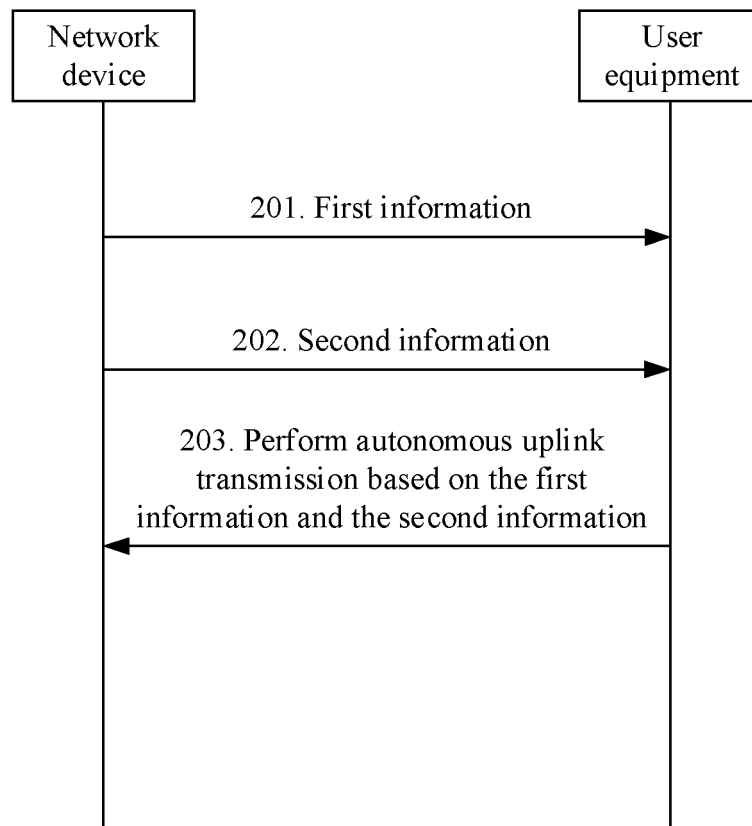 Network
device
User
equipment
201. First information
202. Second information
203. Perform autonomous uplink
transmission based on the first
information and the second information